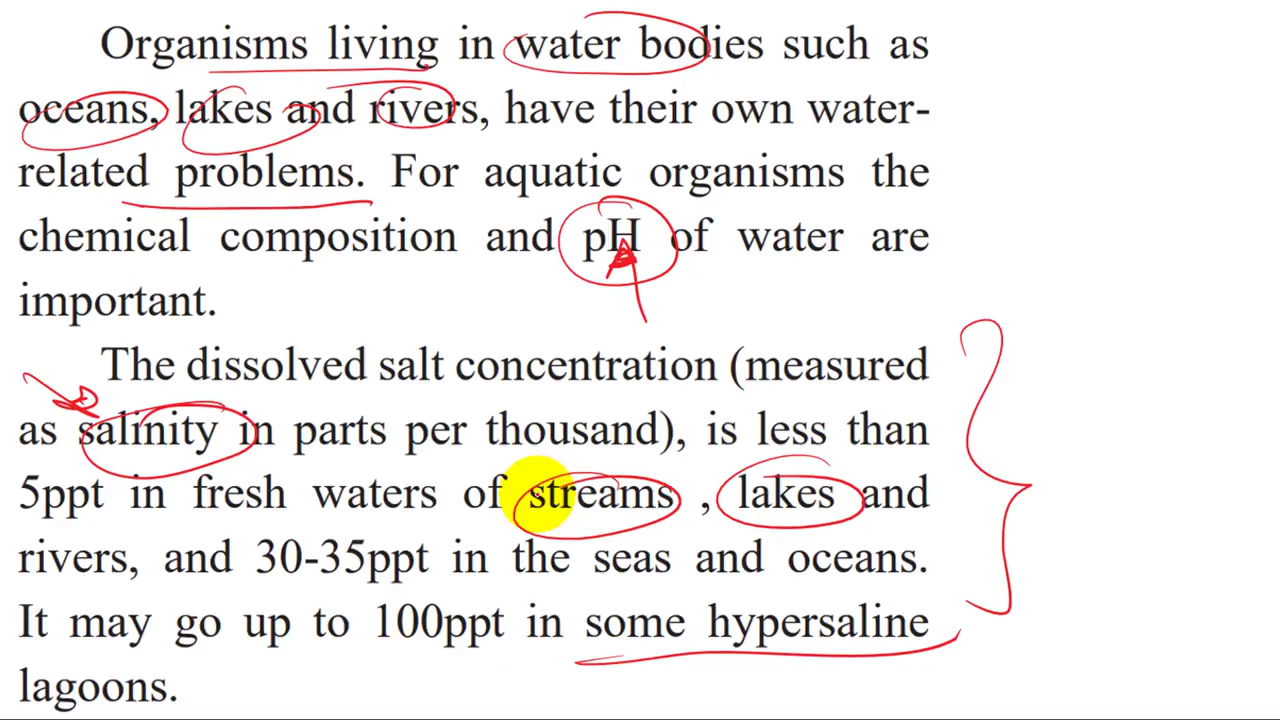 Organisms living in water bodies such as
oceans, lakes and rivers, have their own water-
related problems. For aquatic organisms the
chemical composition and pH of water are
important.
The dissolved salt concentration (measured
as salinity in parts per thousand), is less than
5ppt in fresh waters of streams , lakes and
rivers, and 30-35ppt in the seas and oceans.
It may go up to 100ppt in some hypersaline
lagoons.